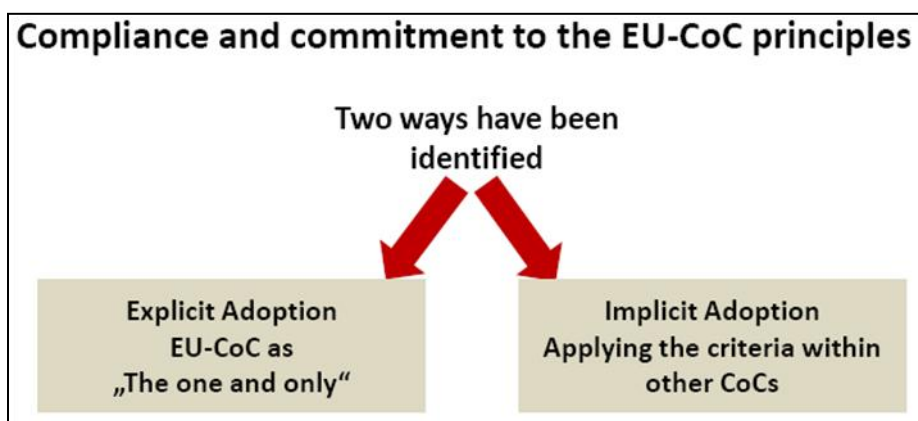 Compliance and commitment to the EU-CoC principles
Two ways have been
identified
Explicit Adoption
EU-CoC as
„The one and only“
Implicit Adoption
Applying the criteria within
other CoCs